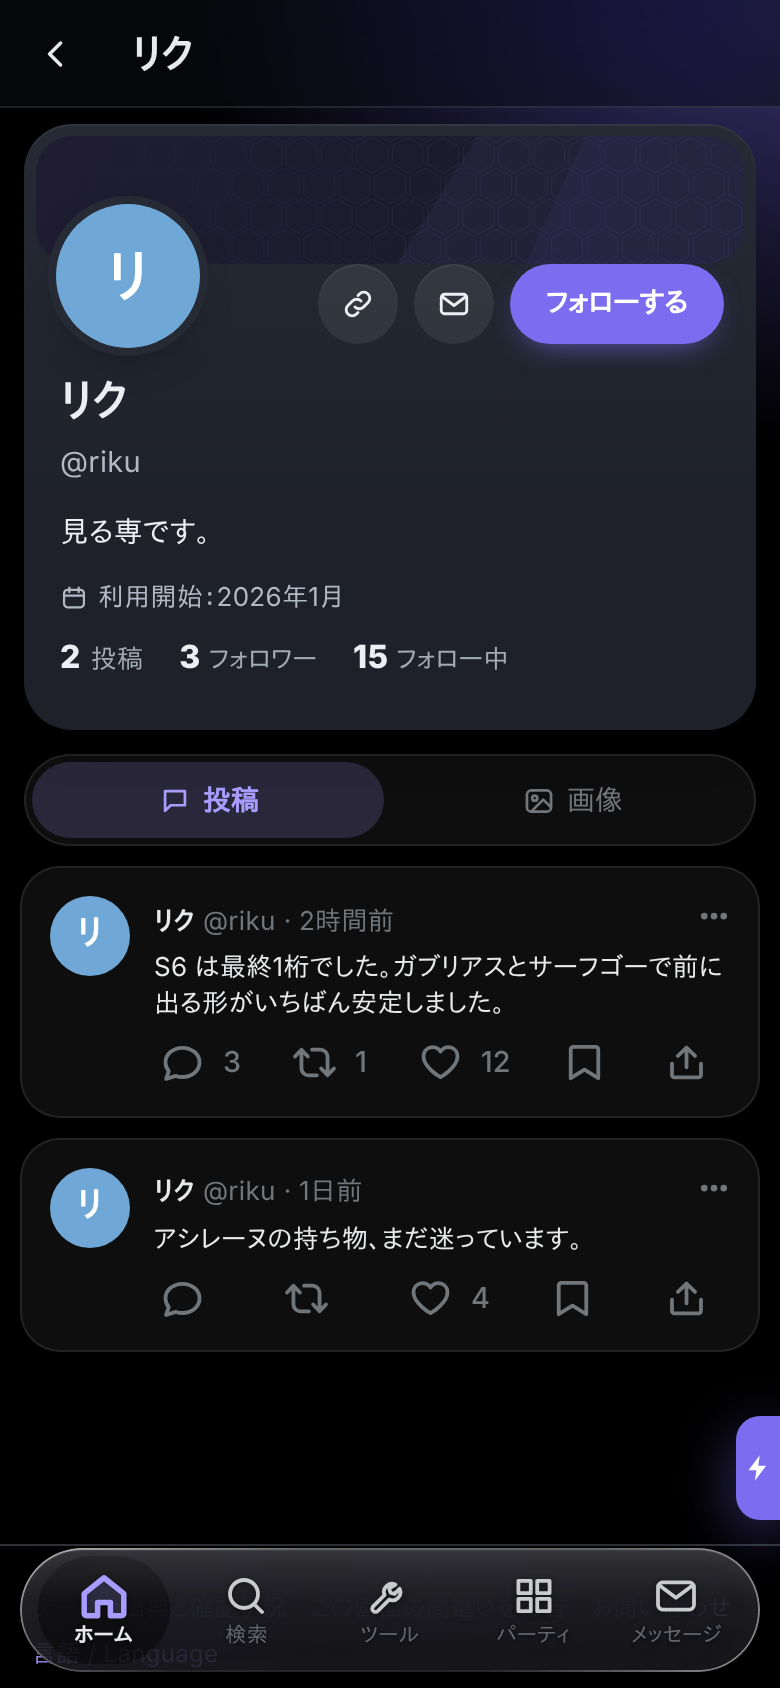 リク
リ
フォローする
リク
@riku
見る専です。
利用開始:2026年1月
2 投稿 3 フォロワー 15 フォロー中
投稿
画像
リ
リク @riku · 2時間前
S6 は最終1桁でした。ガブリアスとサーフゴーで前に
出る形がいちばん安定しました。
3 1 12
リ
リク @riku · 1日前
アシレーヌの持ち物、まだ迷っています。
4
ホーム 検索 ツール パーティ メッセージ
言語 / Language